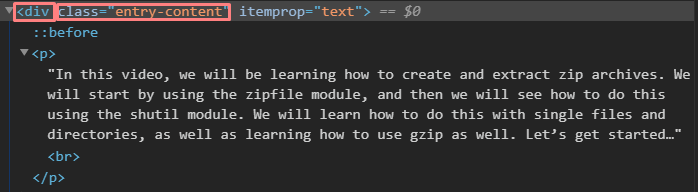 ▼<div class="entry-content" itemprop="text"> == $0
::before
▼<p>
"In this video, we will be learning how to create and extract zip archives. We
will start by using the zipfile module, and then we will see how to do this
using the shutil module. We will learn how to do this with single files and
directories, as well as learning how to use gzip as well. Let’s get started…"
<br>
</p>